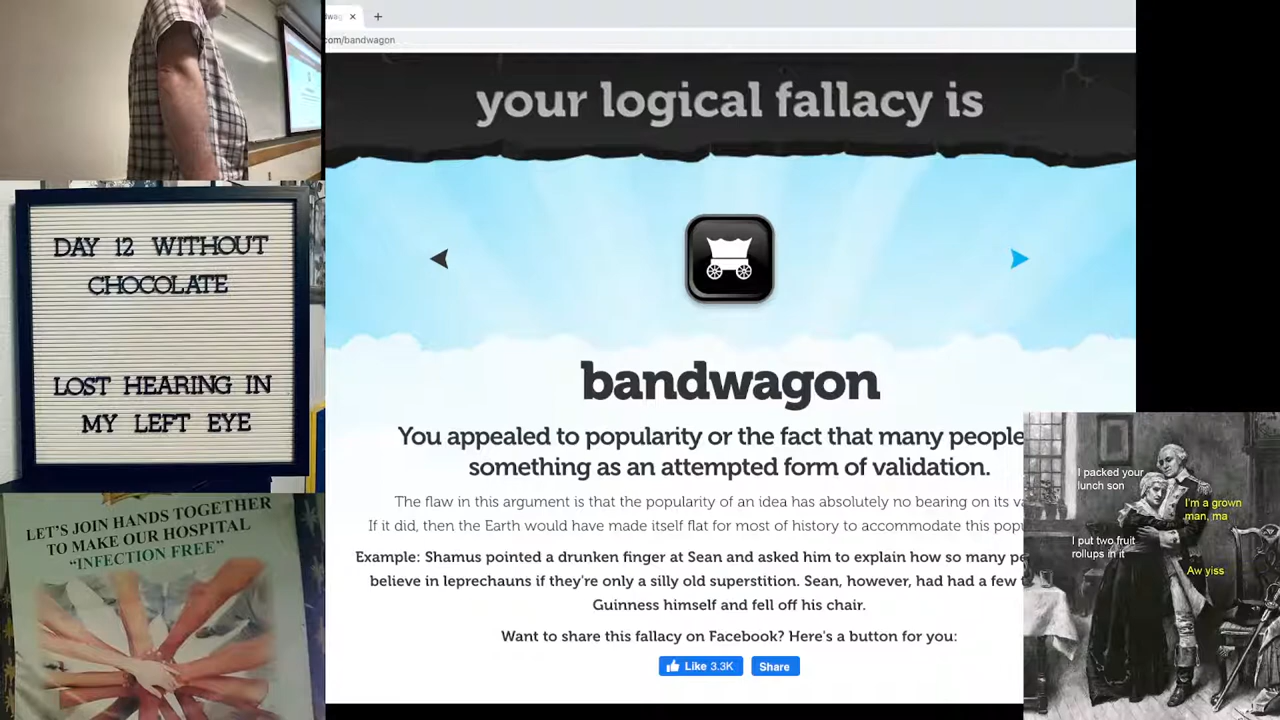 dwag
com/bandwagon
your logical fallacy is
bandwagon
You appealed to popularity or the fact that many people
something as an attempted form of validation.
The flaw in this argument is that the popularity of an idea has absolutely no bearing on its
If it did, then the Earth would have made itself flat for most of history to accommodate this
Example: Shamus pointed a drunken finger at Sean and asked him to explain how so many
believe in leprechauns if they're only a silly old superstition. Sean, however, had had a few
Guinness himself and fell off his chair.
Want to share this fallacy on Facebook? Here's a button for you:
Like 3.3K
Share
DAY 12 WITHOUT
CHOCOLATE
LOST HEARING IN
MY LEFT EYE
LET'S JOIN HANDS TOGETHER
TO MAKE OUR HOSPITAL
"INFECTION FREE"
I packed your
lunch son
I'm a grown
man, ma
I put two fruit
rollups in it
Aw yiss